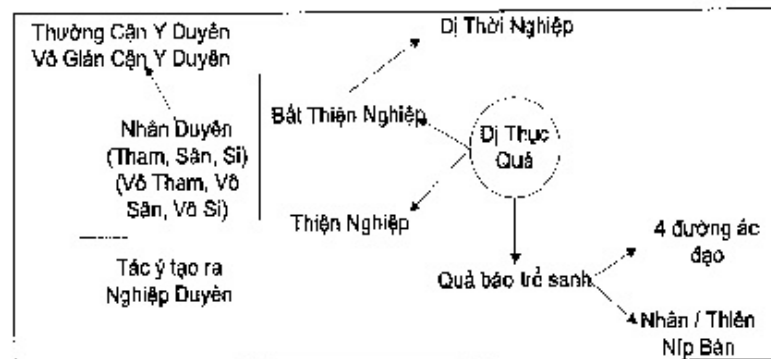 Thường Cận Y Duyên
Vô Gián Cận Y Duyên
Nhân Duyên
(Tham, Sân, Si)
(Vô Tham, Vô
Sân, Vô Si)
Tác ý tạo ra
Nghiệp Duyên
Dị Thời Nghiệp
Bất Thiện Nghiệp
Thiện Nghiệp
Dị Thục
Quả
Quả báo trổ sanh
4 đường ác
đạo
Nhân / Thiên
Níp Bàn